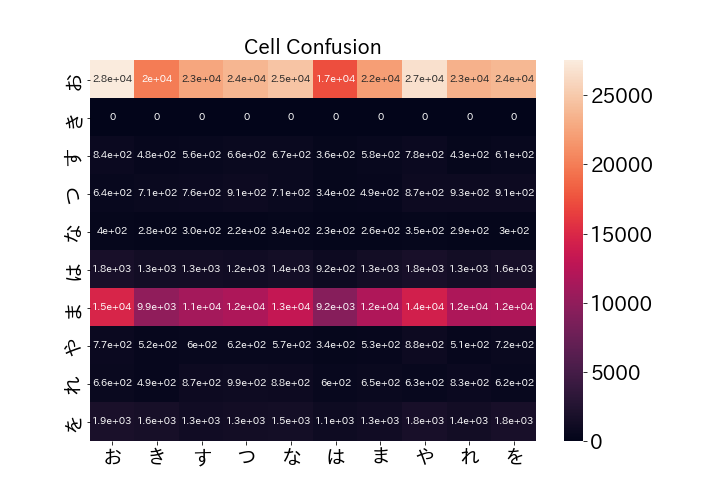 Cell Confusion
お 2.8e+04 2e+04 2.3e+04 2.4e+04 2.5e+04 1.7e+04 2.2e+04 2.7e+04 2.3e+04 2.4e+04
き 0 0 0 0 0 0 0 0 0 0
す 8.4e+02 4.8e+02 5.6e+02 6.6e+02 6.7e+02 3.6e+02 5.8e+02 7.8e+02 4.3e+02 6.1e+02
つ 6.4e+02 7.1e+02 7.6e+02 9.1e+02 7.1e+02 3.4e+02 4.9e+02 8.7e+02 9.3e+02 9.1e+02
な 4e+02 2.8e+02 3.0e+02 2.2e+02 3.4e+02 2.3e+02 2.6e+02 3.5e+02 2.9e+02 3e+02
は 1.8e+03 1.3e+03 1.3e+03 1.2e+03 1.4e+03 9.2e+02 1.3e+03 1.8e+03 1.3e+03 1.6e+03
ま 1.5e+04 9.9e+03 1.1e+04 1.2e+04 1.3e+04 9.2e+03 1.2e+04 1.4e+04 1.2e+04 1.2e+04
や 7.7e+02 5.2e+02 6e+02 6.2e+02 5.7e+02 3.4e+02 5.3e+02 8.8e+02 5.1e+02 7.2e+02
れ 6.6e+02 4.9e+02 8.7e+02 9.9e+02 8.8e+02 6e+02 6.5e+02 6.3e+02 8.3e+02 6.2e+02
を 1.9e+03 1.6e+03 1.3e+03 1.3e+03 1.5e+03 1.1e+03 1.3e+03 1.8e+03 1.4e+03 1.8e+03
お き す つ な は ま や れ を
25000
20000
15000
10000
5000
0